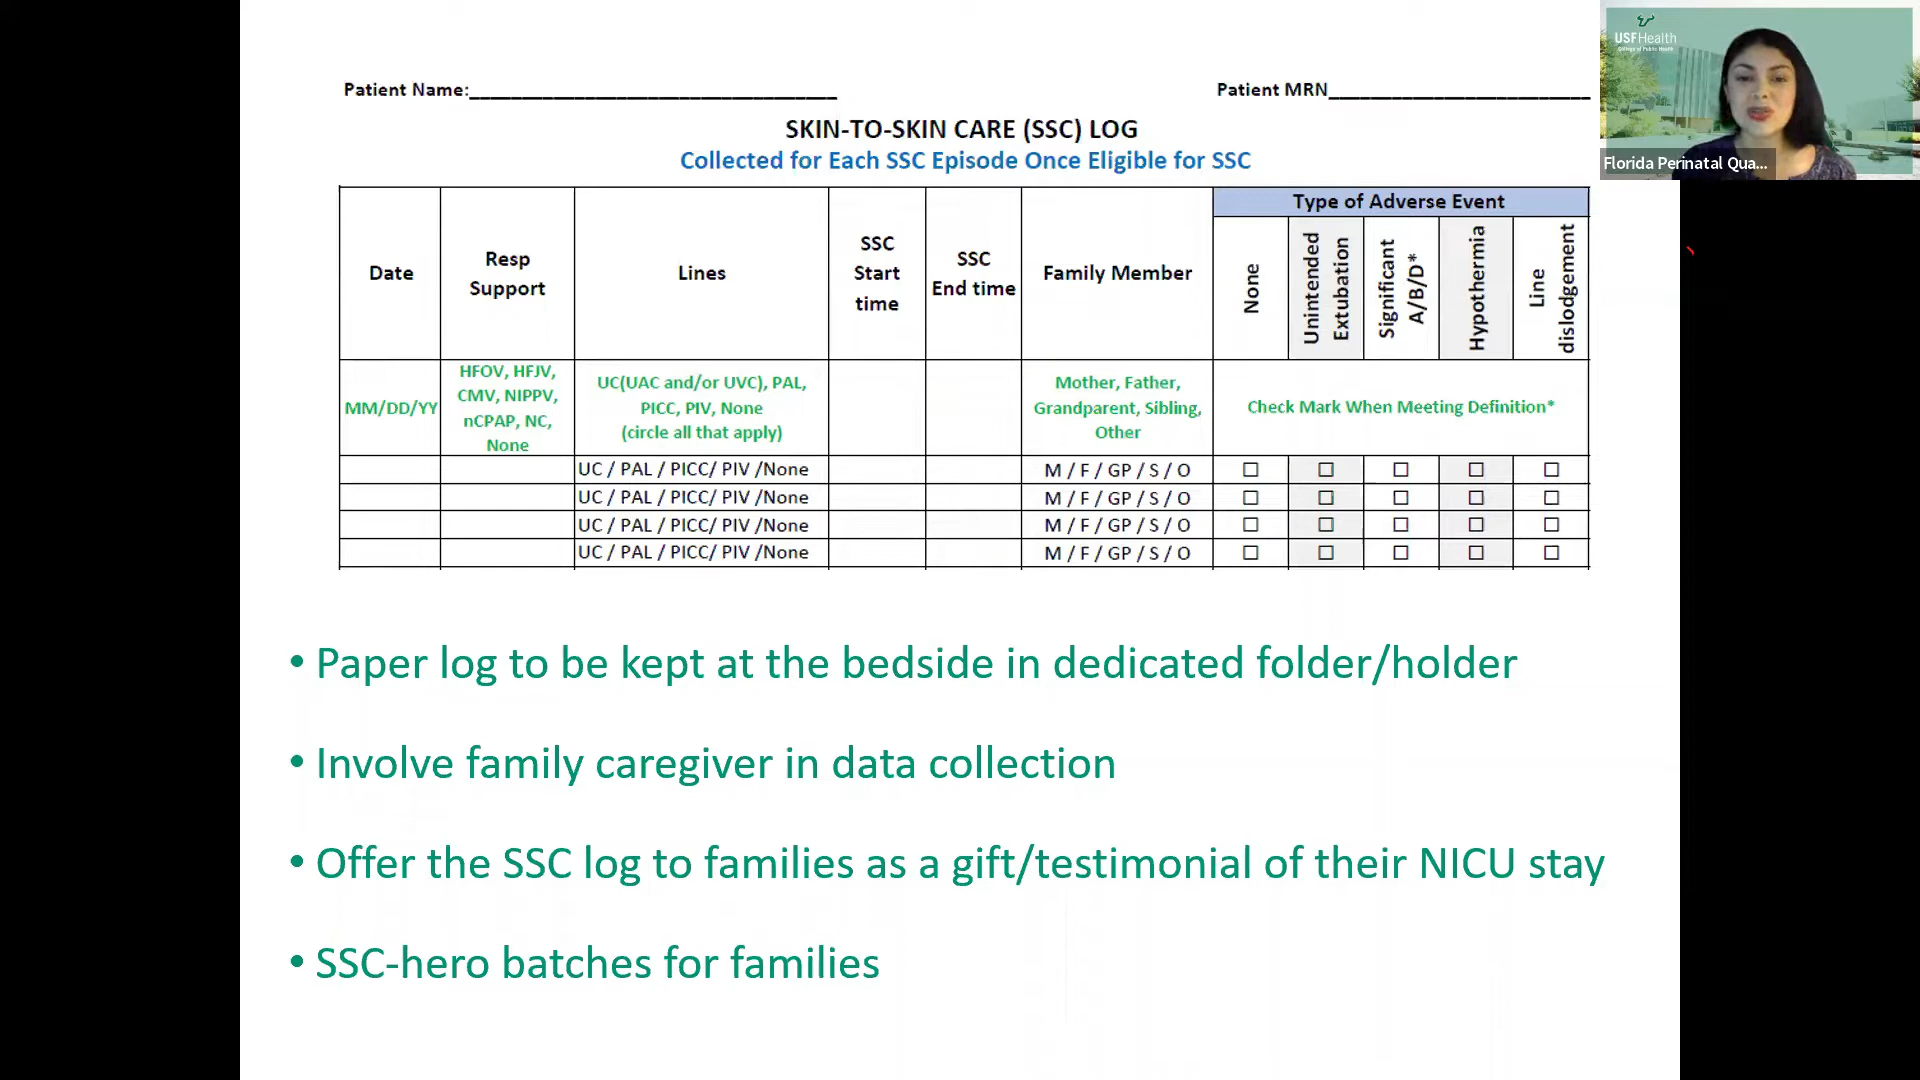 USFHealth
College of Public Health
Florida Perinatal Qua...
Patient Name:
Patient MRN
SKIN-TO-SKIN CARE (SSC) LOG
Collected for Each SSC Episode Once Eligible for SSC
Date
Resp
Support
Lines
SSC
Start
time
SSC
End time
Family Member
Type of Adverse Event
None
Unintended
Extubation
Significant
A/B/D*
Hypothermia
Line
dislodgement
MM/DD/YY
HFOV, HFJV,
CMV, NIPPV,
nCPAP, NC,
None
UC(UAC and/or UVC), PAL,
PICC, PIV, None
(circle all that apply)
Mother, Father,
Grandparent, Sibling,
Other
Check Mark When Meeting Definition*
UC / PAL / PICC/ PIV /None M / F / GP / S / O ☐ ☐ ☐ ☐ ☐
UC / PAL / PICC/ PIV /None M / F / GP / S / O ☐ ☐ ☐ ☐ ☐
UC / PAL / PICC/ PIV /None M / F / GP / S / O ☐ ☐ ☐ ☐ ☐
UC / PAL / PICC/ PIV /None M / F / GP / S / O ☐ ☐ ☐ ☐ ☐
• Paper log to be kept at the bedside in dedicated folder/holder
• Involve family caregiver in data collection
• Offer the SSC log to families as a gift/testimonial of their NICU stay
• SSC-hero batches for families